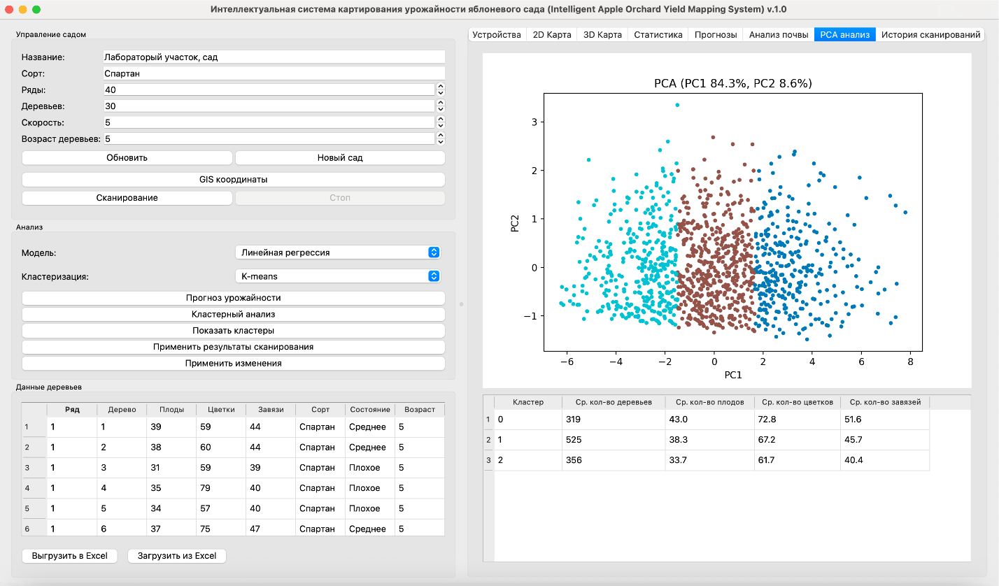 Интеллектуальная система картирования урожайности яблоневого сада (Intelligent Apple Orchard Yield Mapping System) v.1.0
Управление садом
Название: Лабораторый участок, сад
Сорт: Спартан
Ряды: 40
Деревьев: 30
Скорость: 5
Возраст деревьев: 5
Обновить Новый сад
GIS координаты
Сканирование Стоп
Анализ
Модель: Линейная регрессия
Кластеризация: K-means
Прогноз урожайности
Кластерный анализ
Показать кластеры
Применить результаты сканирования
Применить изменения
Данные деревьев
Ряд Дерево Плоды Цветки Завязи Сорт Состояние Возраст
1 1 1 39 59 44 Спартан Среднее 5
2 1 2 38 60 44 Спартан Среднее 5
3 1 3 31 59 39 Спартан Плохое 5
4 1 4 35 79 40 Спартан Плохое 5
5 1 5 34 57 40 Спартан Плохое 5
6 1 6 37 75 47 Спартан Среднее 5
Выгрузить в Excel Загрузить из Excel
Устройства 2D Карта 3D Карта Статистика Прогнозы Анализ почвы PCA анализ История сканирований
PCA (PC1 84.3%, PC2 8.6%)
3
2
1
0
−1
PC2
−6 −4 −2 0 2 4 6 8
PC1
Кластер Ср. кол-во деревьев Ср. кол-во плодов Ср. кол-во цветков Ср. кол-во завязей
1 0 319 43.0 72.8 51.6
2 1 525 38.3 67.2 45.7
3 2 356 33.7 61.7 40.4